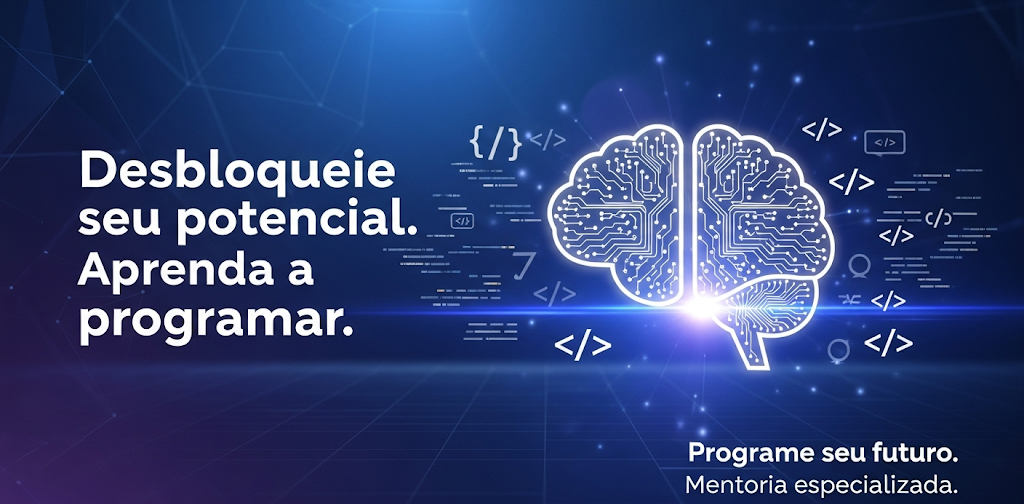 Desbloqueie
seu potencial.
Aprenda a
programar.
{/}
</>
</>
</>
</>
</>
</>
</>
</>
</>
</>
</>
Programe seu futuro.
Mentoria especializada.